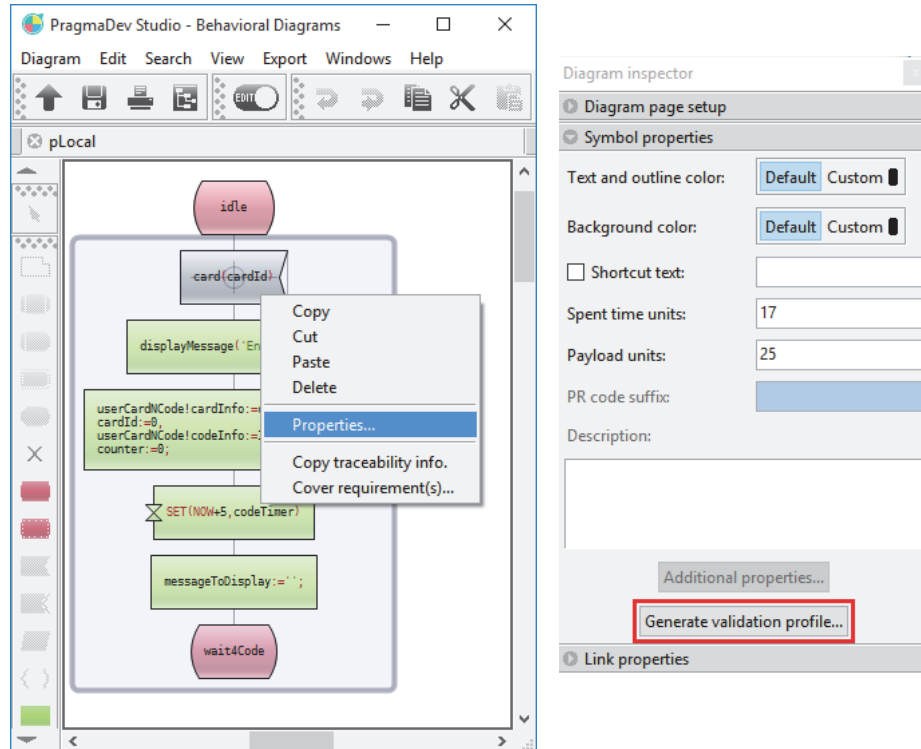 PragmaDev Studio - Behavioral Diagrams
Diagram Edit Search View Export Windows Help
EDIT
pLocal
idle
card(cardId)
displayMessage('En
userCardNCode!cardInfo:=
cardId:=0,
userCardNCode!codeInfo:=
counter:=0;
SET(NOW+5,codeTimer)
messageToDisplay:='';
wait4Code
Copy
Cut
Paste
Delete
Properties...
Copy traceability info.
Cover requirement(s)...
Diagram inspector
Diagram page setup
Symbol properties
Text and outline color: Default Custom
Background color: Default Custom
Shortcut text:
Spent time units: 17
Payload units: 25
PR code suffix:
Description:
Additional properties...
Generate validation profile...
Link properties